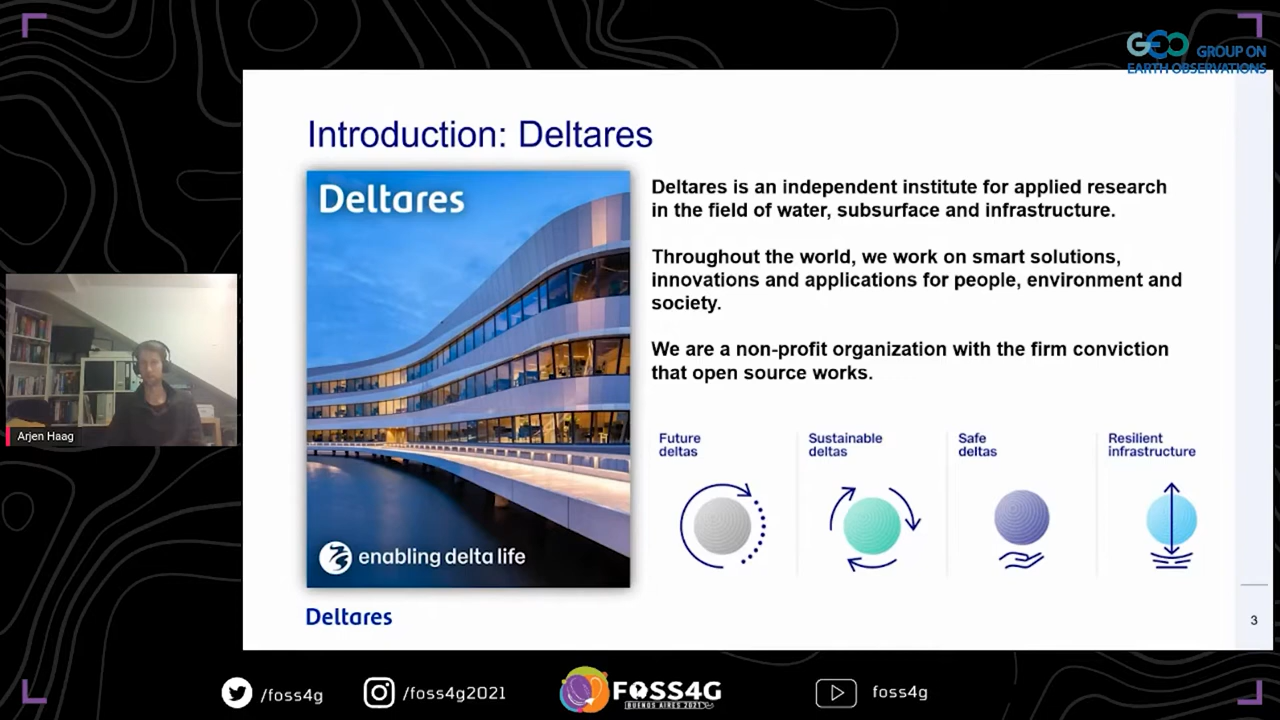 GEO GROUP ON
EARTH OBSERVATIONS
Introduction: Deltares
Deltares
enabling delta life
Deltares is an independent institute for applied research
in the field of water, subsurface and infrastructure.
Throughout the world, we work on smart solutions,
innovations and applications for people, environment and
society.
We are a non-profit organization with the firm conviction
that open source works.
Future
deltas
Sustainable
deltas
Safe
deltas
Resilient
infrastructure
Deltares
3
Arjen Haag
/foss4g
/foss4g2021
FOSS4G
BUENOS AIRES 2021
foss4g